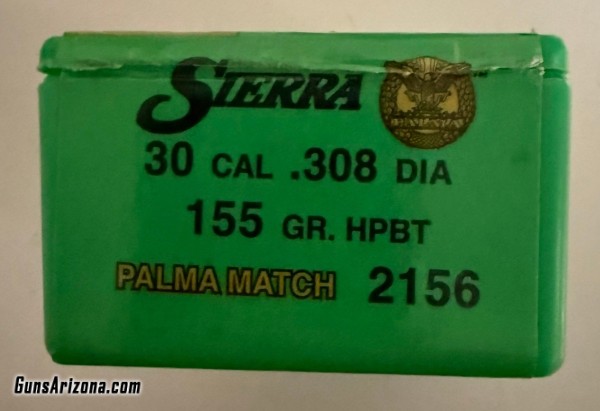 SIERRA
30 CAL .308 DIA
155 GR. HPBT
PALMA MATCH 2156
GunsArizona.com